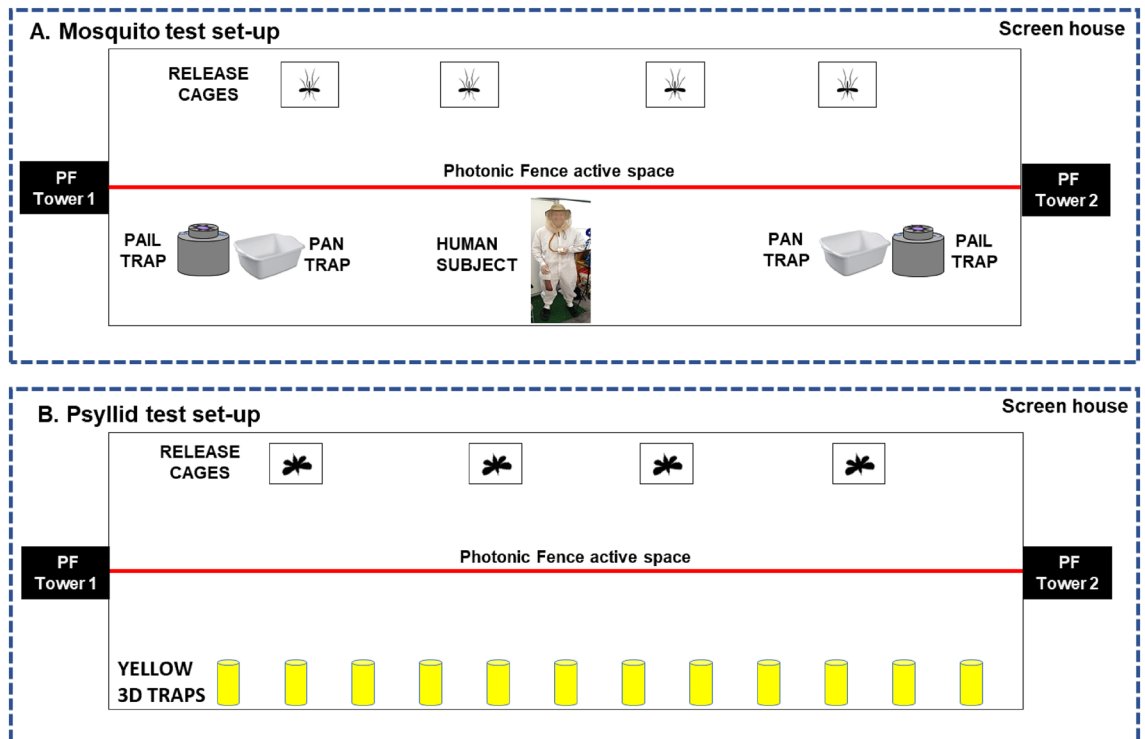 A. Mosquito test set-up
Screen house
RELEASE
CAGES
Photonic Fence active space
PF
Tower 1
PF
Tower 2
PAIL
TRAP
PAN
TRAP
HUMAN
SUBJECT
PAN
TRAP
PAIL
TRAP
B. Psyllid test set-up
Screen house
RELEASE
CAGES
Photonic Fence active space
PF
Tower 1
PF
Tower 2
YELLOW
3D TRAPS